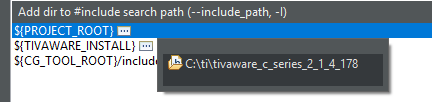 Add dir to #include search path (--include_path, -I)
${PROJECT_ROOT}
${TIVAWARE_INSTALL}
${CG_TOOL_ROOT}/include
C:\ti\tivaware_c_series_2_1_4_178